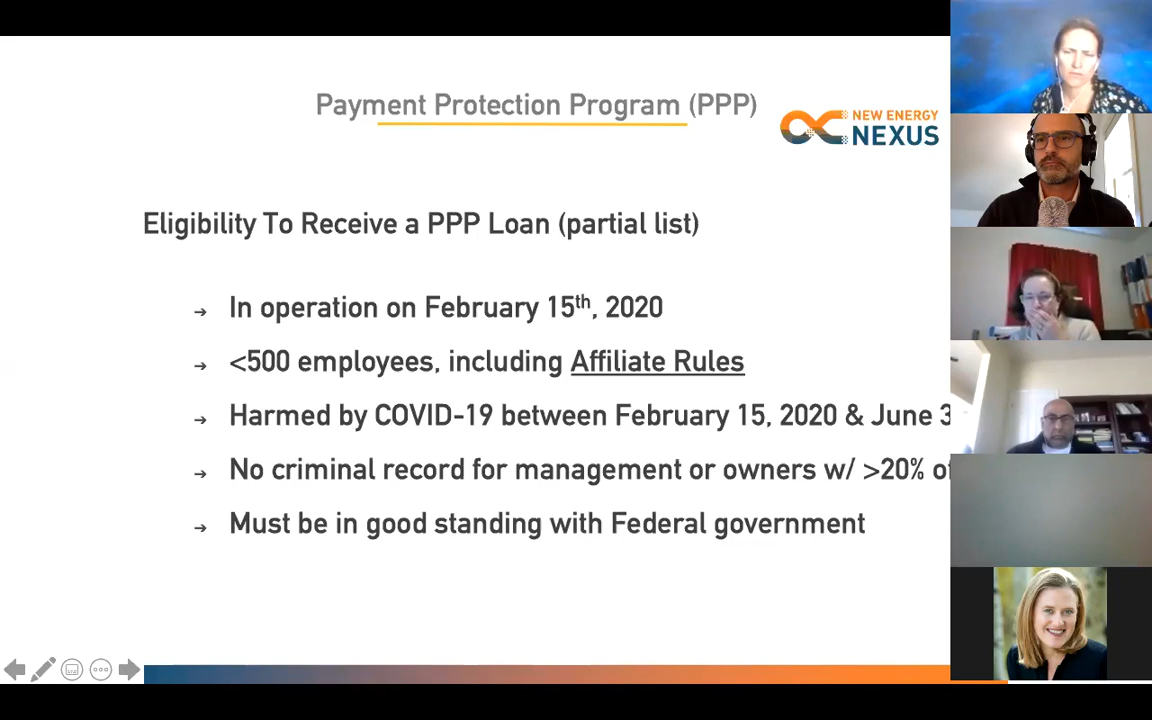 Payment Protection Program (PPP)
NEW ENERGY
NEXUS
Eligibility To Receive a PPP Loan (partial list)
→ In operation on February 15th, 2020
→ <500 employees, including Affiliate Rules
→ Harmed by COVID-19 between February 15, 2020 & June 3
→ No criminal record for management or owners w/ >20% of
→ Must be in good standing with Federal government